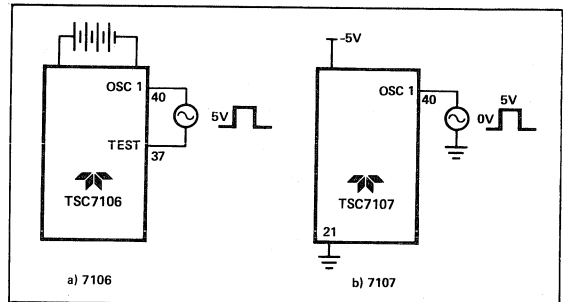 OSC 1
40
5V
TEST
37
TSC7106
a) 7106
-5V
OSC 1
40
5V
0V
TSC7107
21
b) 7107